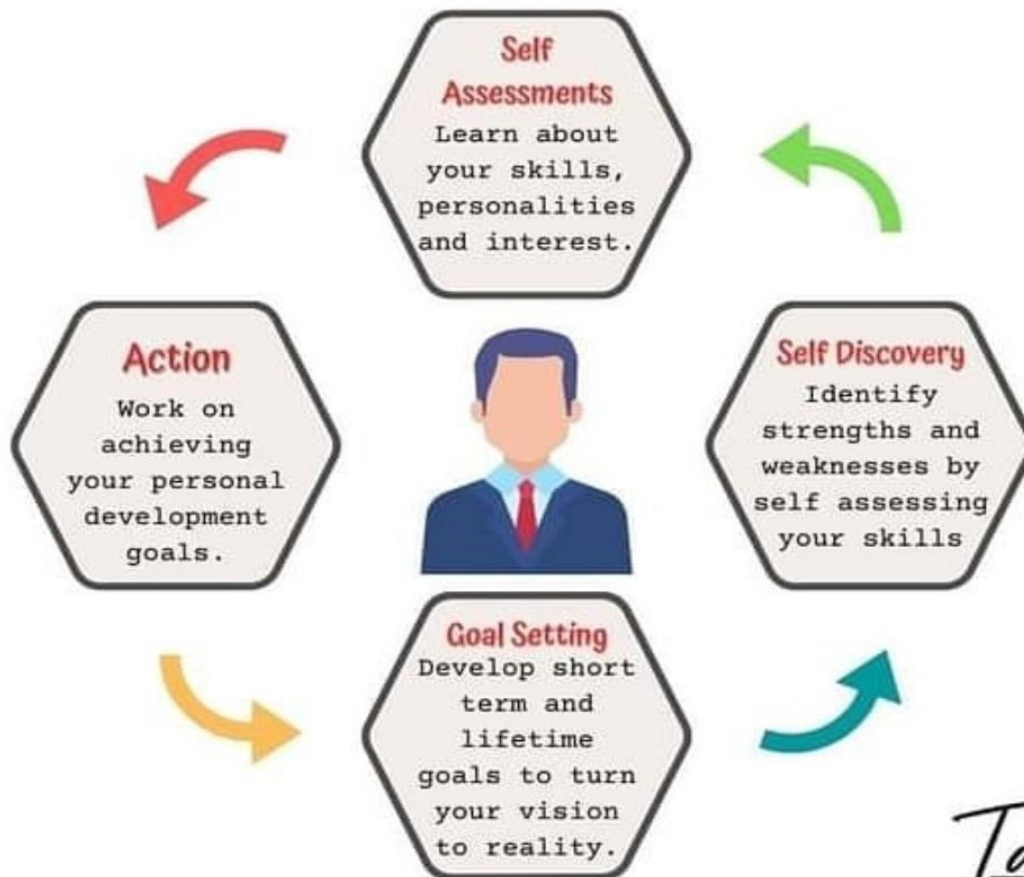 Self
Assessments
Learn about
your skills,
personalities
and interest.
Action
Work on
achieving
your personal
development
goals.
Self Discovery
Identify
strengths and
weaknesses by
self assessing
your skills
Goal Setting
Develop short
term and
lifetime
goals to turn
your vision
to reality.